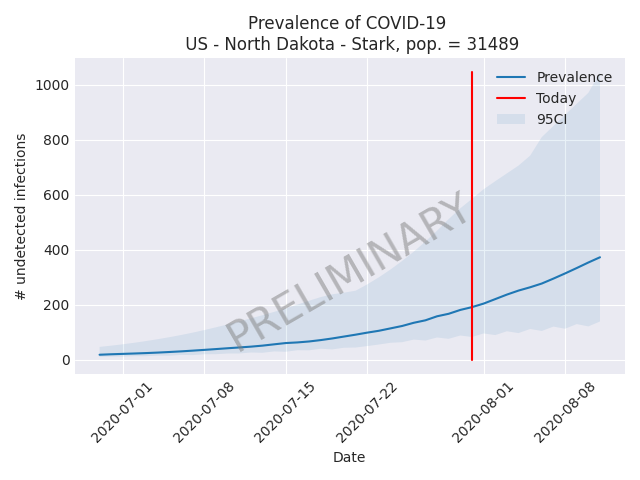 Prevalence of COVID-19
US - North Dakota - Stark, pop. = 31489
Prevalence
Today
95CI
1000
800
600
400
200
0
# undetected infections
PRELIMINARY
2020-07-01
2020-07-08
2020-07-15
2020-07-22
2020-08-01
2020-08-08
Date